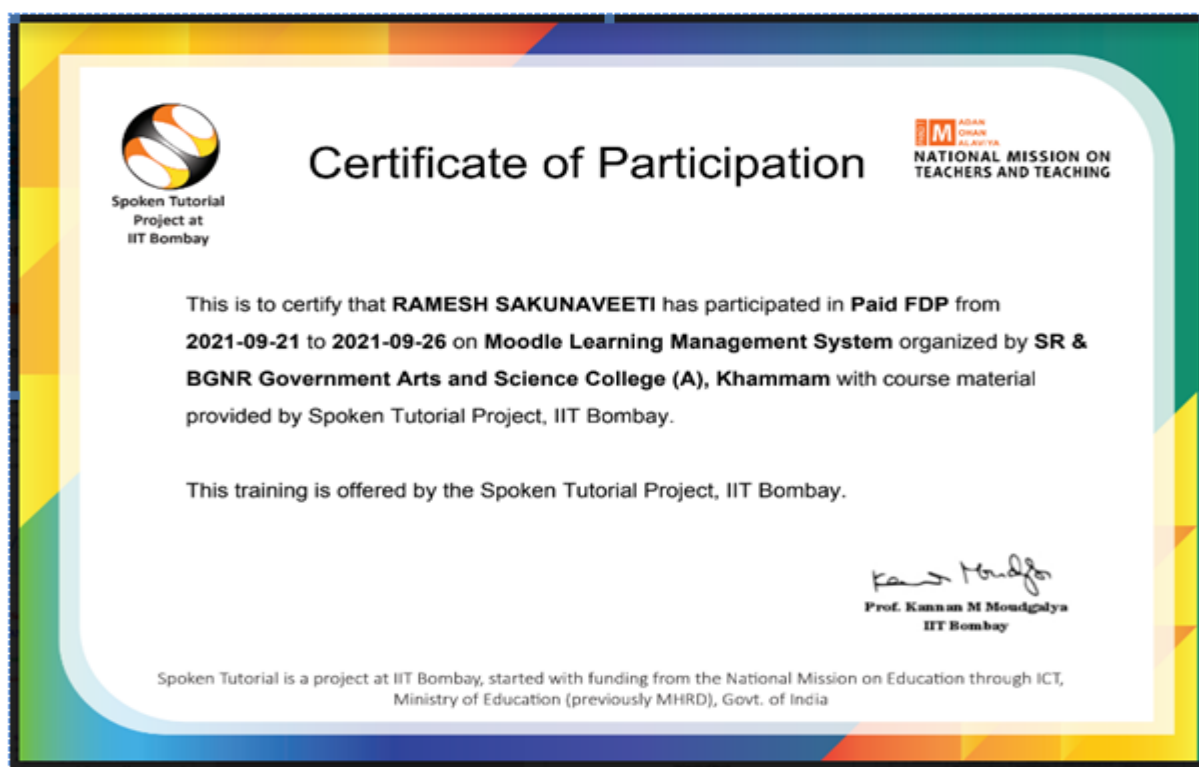 Spoken Tutorial
Project at
IIT Bombay
Certificate of Participation
MADAN
MOHAN
MALAVIYA
NATIONAL MISSION ON
TEACHERS AND TEACHING
This is to certify that RAMESH SAKUNAVEETI has participated in Paid FDP from
2021-09-21 to 2021-09-26 on Moodle Learning Management System organized by SR &
BGNR Government Arts and Science College (A), Khammam with course material
provided by Spoken Tutorial Project, IIT Bombay.
This training is offered by the Spoken Tutorial Project, IIT Bombay.
Prof. Kannan M Moudgalya
IIT Bombay
Spoken Tutorial is a project at IIT Bombay, started with funding from the National Mission on Education through ICT,
Ministry of Education (previously MHRD), Govt. of India